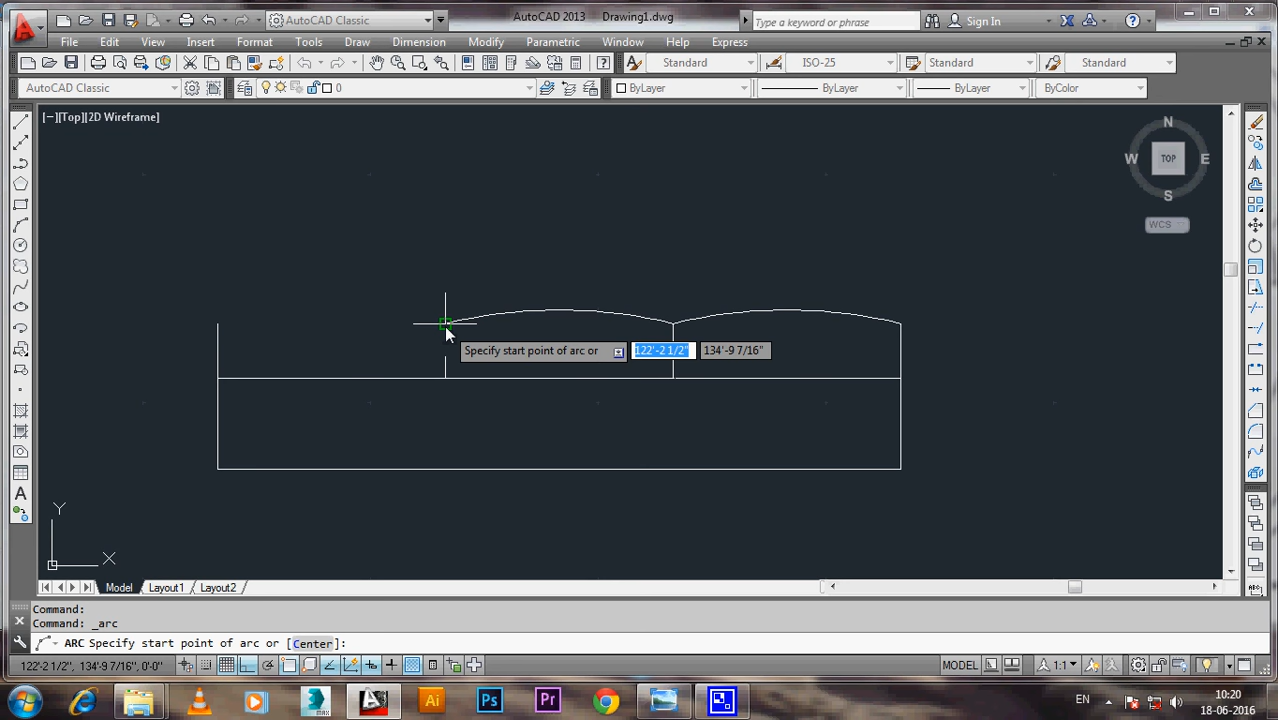 AutoCAD Classic
AutoCAD 2013 Drawing1.dwg
Type a keyword or phrase
Sign In
File Edit View Insert Format Tools Draw Dimension Modify Parametric Window Help Express
Standard ISO-25 Standard Standard
AutoCAD Classic 0 ByLayer ByLayer ByLayer ByColor
[−][Top][2D Wireframe]
N
W TOP E
S
WCS
Specify start point of arc or 122'-2 1/2" 134'-9 7/16"
Y
X
Model Layout1 Layout2
Command:
Command: _arc
ARC Specify start point of arc or [Center]:
122'-2 1/2", 134'-9 7/16", 0'-0" MODEL 1:1
Ai Ps Pr EN 10:20
18-06-2016